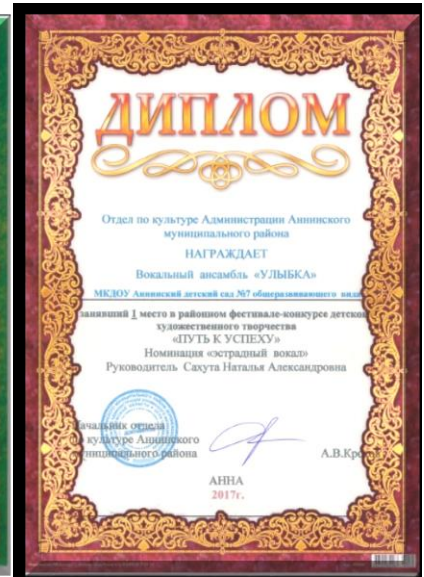 ДИПЛОМ
Отдел по культуре Администрации Аннинского
муниципального района
НАГРАЖДАЕТ
Вокальный ансамбль «УЛЫБКА»
МКДОУ Аннинский детский сад №7 общеразвивающего вида
занявший 1 место в районном фестивале-конкурсе детского
художественного творчества
«ПУТЬ К УСПЕХУ»
Номинация «эстрадный вокал»
Руководитель Сахута Наталья Александровна
Начальник отдела
по культуре Аннинского
муниципального района А.В.
АННА
2017г.